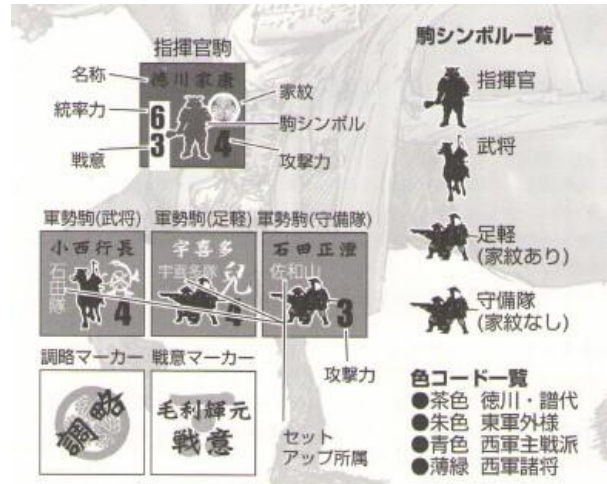 指揮官駒
名称
徳川家康
統率力
6
家紋
駒シンボル
戦意
3
4
攻撃力
軍勢駒(武将)
軍勢駒(足軽)
軍勢駒(守備隊)
小西行長
石田隊
4
宇喜多
宇喜多隊
兒
4
石田正澄
佐和山
3
攻撃力
調略マーカー
戦意マーカー
調略
毛利輝元
戦意
セット
アップ所属
駒シンボル一覧
指揮官
武将
足軽
(家紋あり)
守備隊
(家紋なし)
色コード一覧
●茶色 徳川・譜代
●朱色 東軍外様
●青色 西軍主戦派
●薄緑 西軍諸将